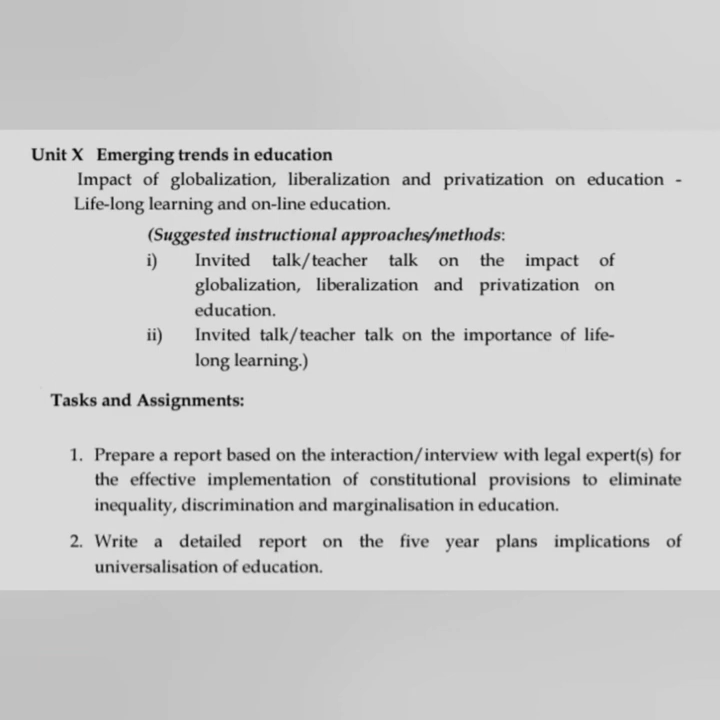 Unit X Emerging trends in education
Impact of globalization, liberalization and privatization on education -
Life-long learning and on-line education.
(Suggested instructional approaches/methods:
i) Invited talk/teacher talk on the impact of
globalization, liberalization and privatization on
education.
ii) Invited talk/teacher talk on the importance of life-
long learning.)
Tasks and Assignments:
1. Prepare a report based on the interaction/interview with legal expert(s) for
the effective implementation of constitutional provisions to eliminate
inequality, discrimination and marginalisation in education.
2. Write a detailed report on the five year plans implications of
universalisation of education.